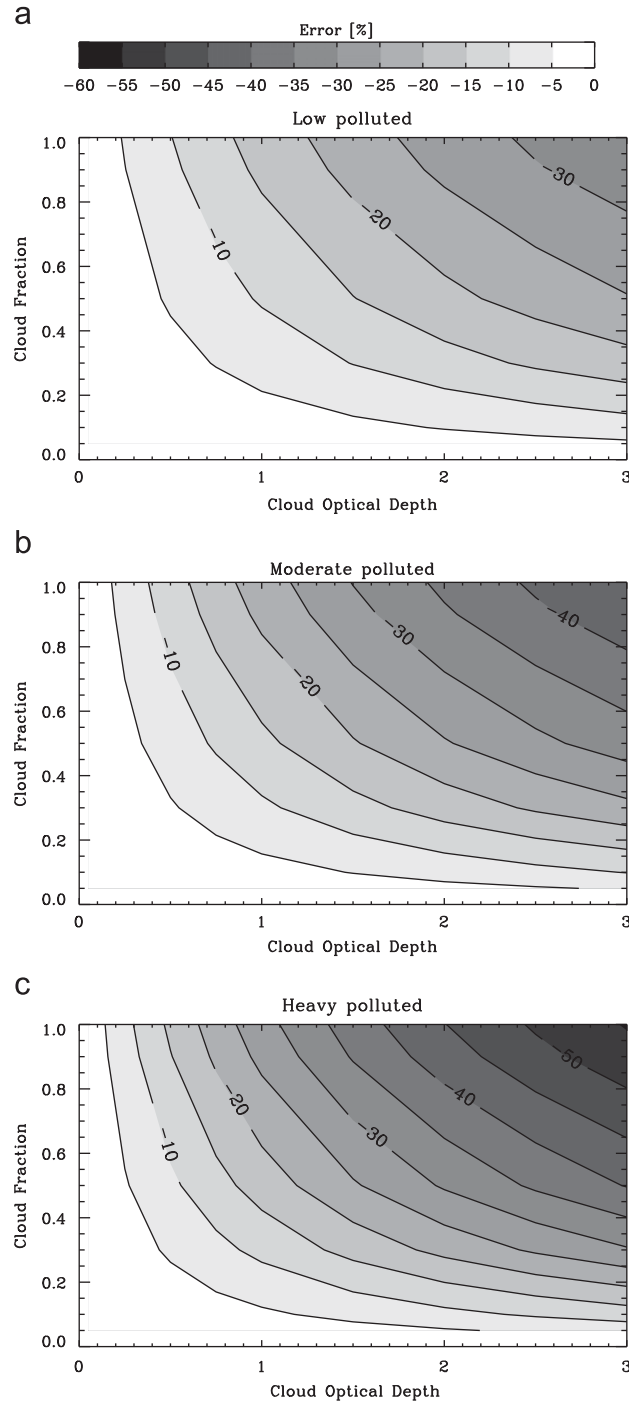 a
Error [%]
-60 -55 -50 -45 -40 -35 -30 -25 -20 -15 -10 -5 0
Low polluted
1.0
0.8
0.6
0.4
0.2
0.0
Cloud Fraction
-30
-20
-10
0 1 2 3
Cloud Optical Depth
b
Moderate polluted
1.0
0.8
0.6
0.4
0.2
0.0
Cloud Fraction
-40
-30
-10
-20
0 1 2 3
Cloud Optical Depth
c
Heavy polluted
1.0
0.8
0.6
0.4
0.2
0.0
Cloud Fraction
-50
-40
-20
-30
-10
0 1 2 3
Cloud Optical Depth